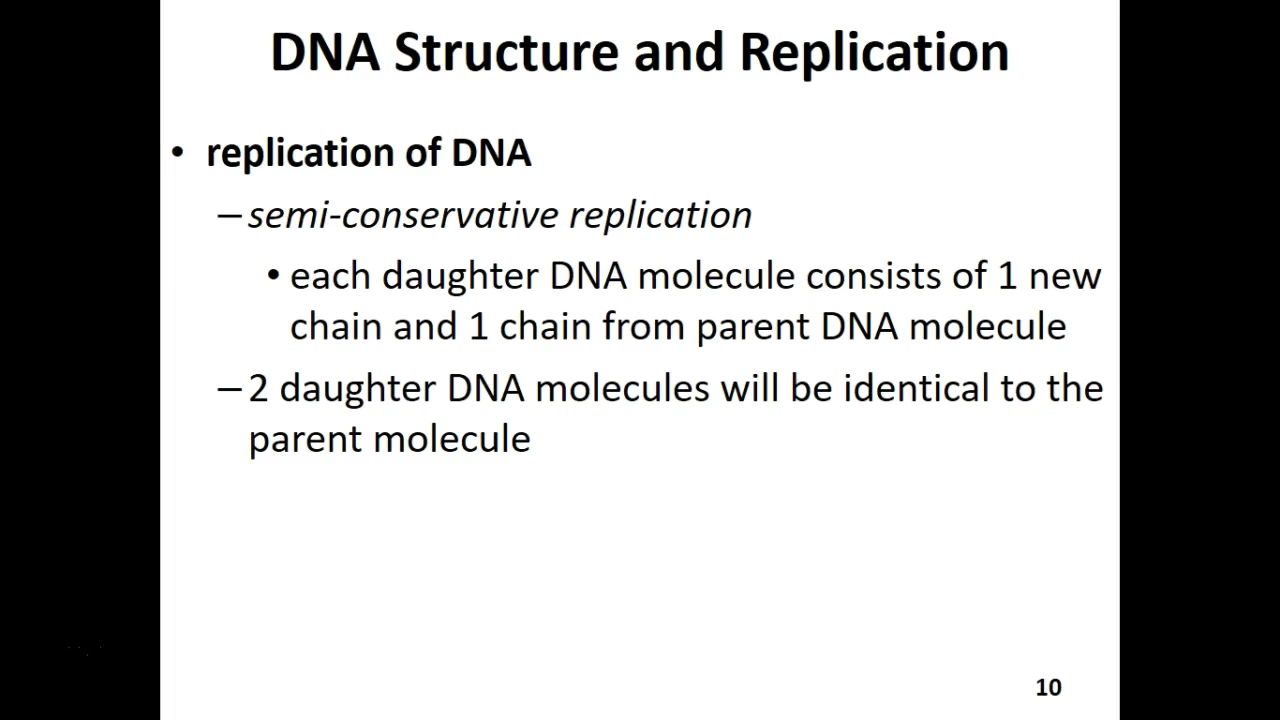 DNA Structure and Replication
• replication of DNA
– semi-conservative replication
• each daughter DNA molecule consists of 1 new
chain and 1 chain from parent DNA molecule
– 2 daughter DNA molecules will be identical to the
parent molecule
10